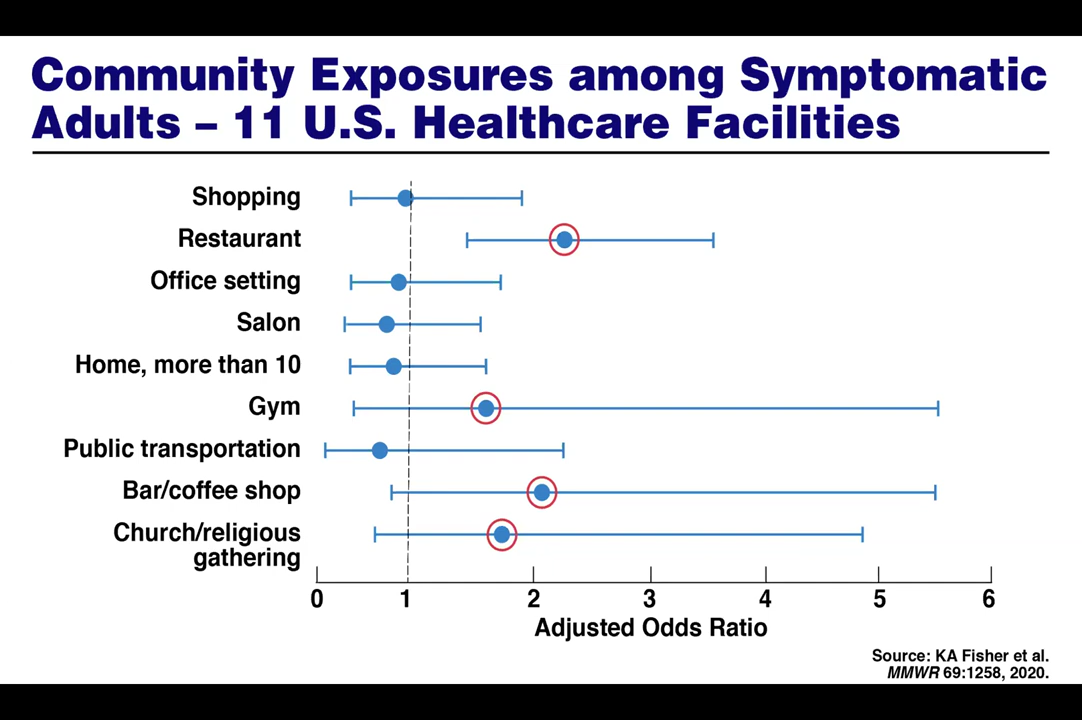 Community Exposures among Symptomatic
Adults – 11 U.S. Healthcare Facilities
Shopping
Restaurant
Office setting
Salon
Home, more than 10
Gym
Public transportation
Bar/coffee shop
Church/religious
gathering
0 1 2 3 4 5 6
Adjusted Odds Ratio
Source: KA Fisher et al.
MMWR 69:1258, 2020.